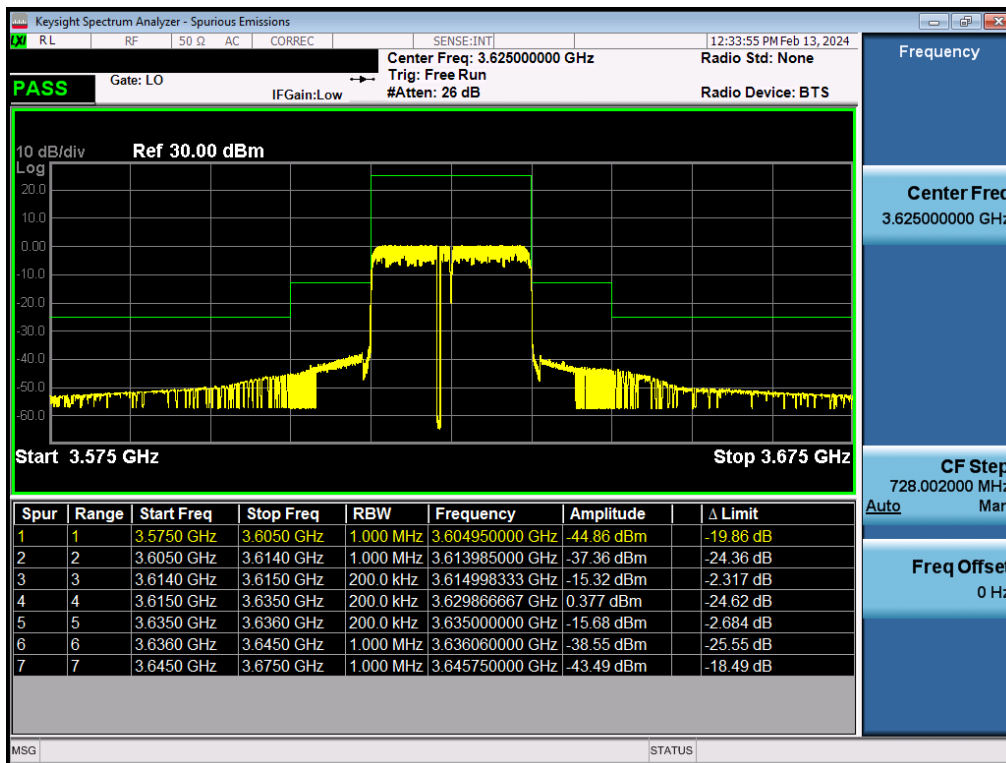 Keysight Spectrum Analyzer - Spurious Emissions
LXI RL RF 50 Ω AC CORREC SENSE:INT 12:33:55 PM Feb 13, 2024
Center Freq: 3.625000000 GHz Radio Std: None
PASS Gate: LO Trig: Free Run
IFGain:Low #Atten: 26 dB Radio Device: BTS
10 dB/div Ref 30.00 dBm
Log
20.0
10.0
0.00
-10.0
-20.0
-30.0
-40.0
-50.0
-60.0
Start 3.575 GHz Stop 3.675 GHz
Spur Range Start Freq Stop Freq RBW Frequency Amplitude Δ Limit
1 1 3.5750 GHz 3.6050 GHz 1.000 MHz 3.604950000 GHz -44.86 dBm -19.86 dB
2 2 3.6050 GHz 3.6140 GHz 1.000 MHz 3.613985000 GHz -37.36 dBm -24.36 dB
3 3 3.6140 GHz 3.6150 GHz 200.0 kHz 3.614998333 GHz -15.32 dBm -2.317 dB
4 4 3.6150 GHz 3.6350 GHz 200.0 kHz 3.629866667 GHz 0.377 dBm -24.62 dB
5 5 3.6350 GHz 3.6360 GHz 200.0 kHz 3.635000000 GHz -15.68 dBm -2.684 dB
6 6 3.6360 GHz 3.6450 GHz 1.000 MHz 3.636060000 GHz -38.55 dBm -25.55 dB
7 7 3.6450 GHz 3.6750 GHz 1.000 MHz 3.645750000 GHz -43.49 dBm -18.49 dB
MSG STATUS
Frequency
Center Freq
3.625000000 GHz
CF Step
728.002000 MHz
Auto Man
Freq Offset
0 Hz